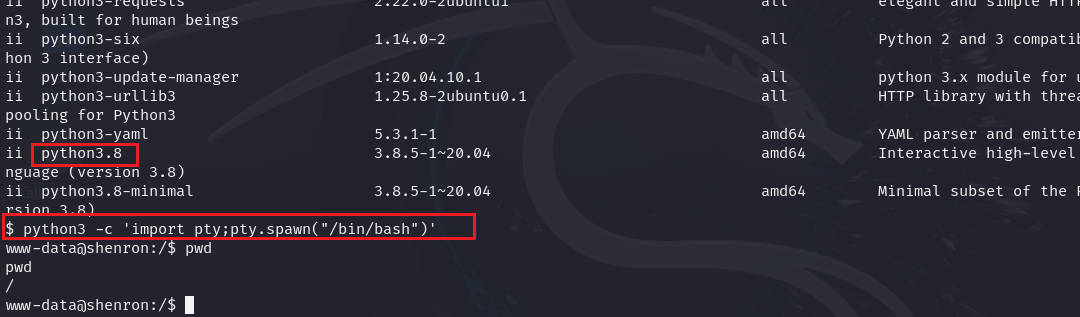 ii  python3-requests                     2.22.0-2ubuntu1                            all          elegant and simple
n3, built for human beings
ii  python3-six                          1.14.0-2                                   all          Python 2 and 3
hon 3 interface)
ii  python3-update-manager               1:20.04.10.1                               all          python 3.x module for
ii  python3-urllib3                      1.25.8-2ubuntu0.1                          all          HTTP library with
pooling for Python3
ii  python3-yaml                         5.3.1-1                                    amd64        YAML parser and emitter
ii  python3.8                            3.8.5-1~20.04                              amd64        Interactive high-level
nguage (version 3.8)
ii  python3.8-minimal                    3.8.5-1~20.04                              amd64        Minimal subset of the
rsion 3.8)
$ python3 -c 'import pty;pty.spawn("/bin/bash")'
www-data@shenron:/$ pwd
pwd
/
www-data@shenron:/$